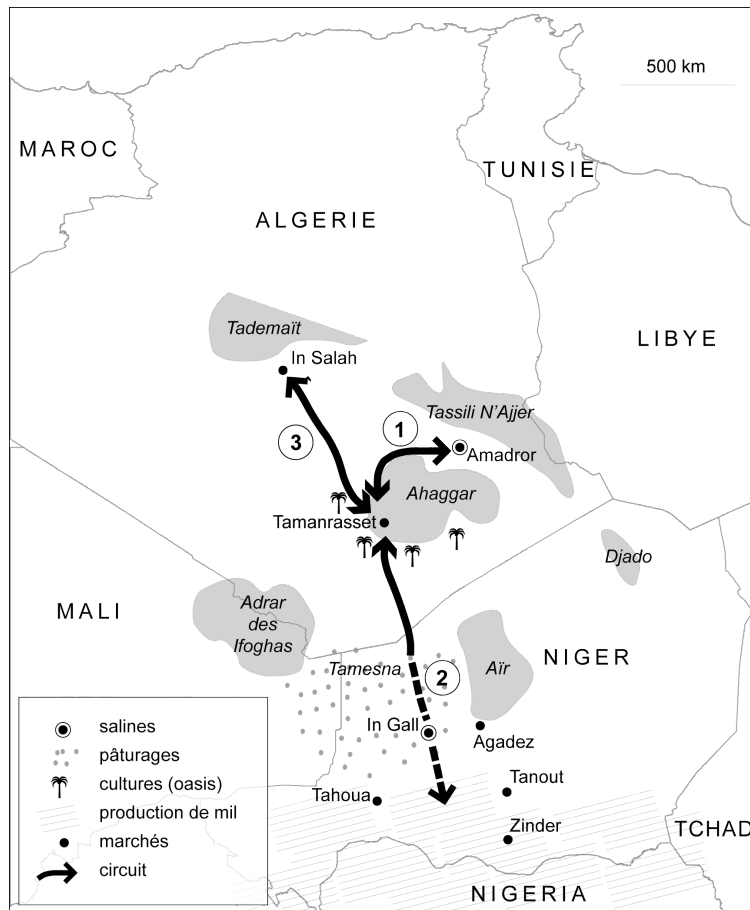 500 km
MAROC
TUNISIE
ALGERIE
LIBYE
Tademaït
In Salah
Tassili N'Ajjer
3
1
Amadror
Ahaggar
Tamanrasset
Djado
MALI
Adrar
des
Ifoghas
NIGER
Tamesna
Aïr
2
In Gall
Agadez
Tanout
Tahoua
Zinder
TCHAD
NIGERIA
salines
pâturages
cultures (oasis)
production de mil
marchés
circuit